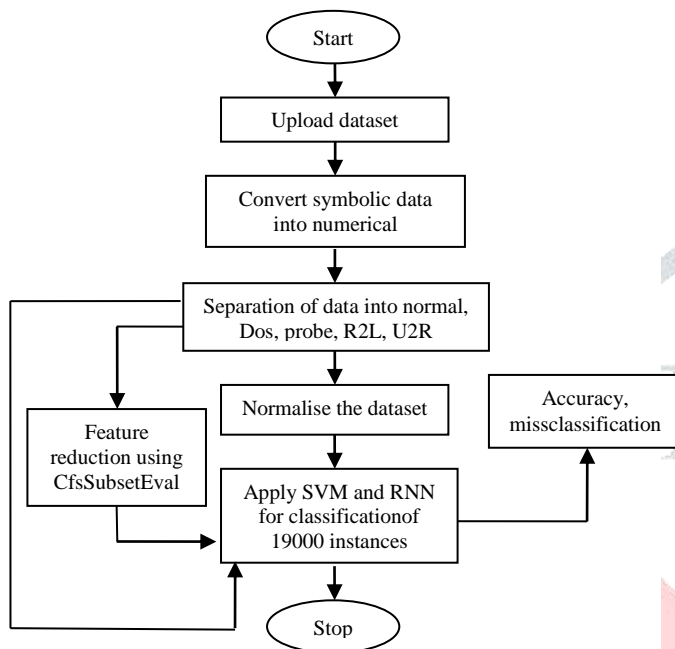 Start
Upload dataset
Convert symbolic data
into numerical
Separation of data into normal,
Dos, probe, R2L, U2R
Normalise the dataset
Accuracy,
missclassification
Feature
reduction using
CfsSubsetEval
Apply SVM and RNN
for classificationof
19000 instances
Stop